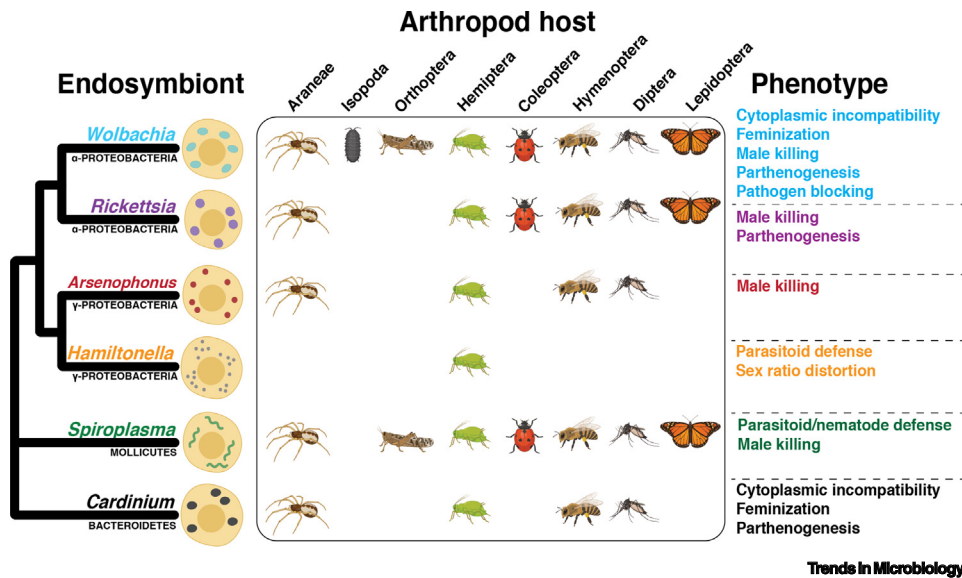 Arthropod host
Endosymbiont
Araneae
Isopoda
Orthoptera
Hemiptera
Coleoptera
Hymenoptera
Diptera
Lepidoptera
Phenotype
Wolbachia
α-PROTEOBACTERIA
Cytoplasmic incompatibility
Feminization
Male killing
Parthenogenesis
Pathogen blocking
Rickettsia
α-PROTEOBACTERIA
Male killing
Parthenogenesis
Arsenophonus
γ-PROTEOBACTERIA
Male killing
Hamiltonella
γ-PROTEOBACTERIA
Parasitoid defense
Sex ratio distortion
Spiroplasma
MOLLICUTES
Parasitoid/nematode defense
Male killing
Cardinium
BACTEROIDETES
Cytoplasmic incompatibility
Feminization
Parthenogenesis
Trends in Microbiology